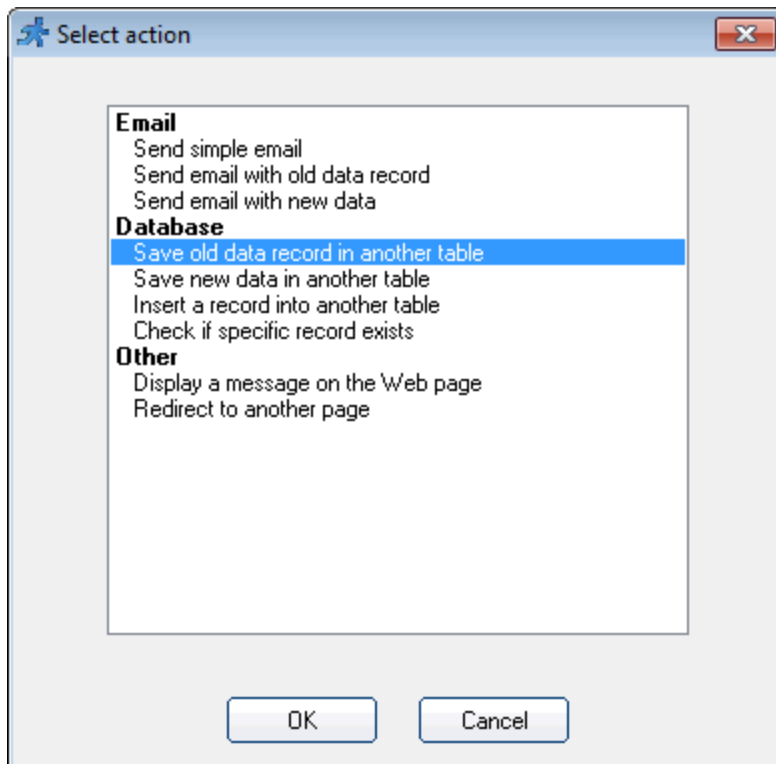 Select action
Email
Send simple email
Send email with old data record
Send email with new data
Database
Save old data record in another table
Save new data in another table
Insert a record into another table
Check if specific record exists
Other
Display a message on the Web page
Redirect to another page
OK
Cancel